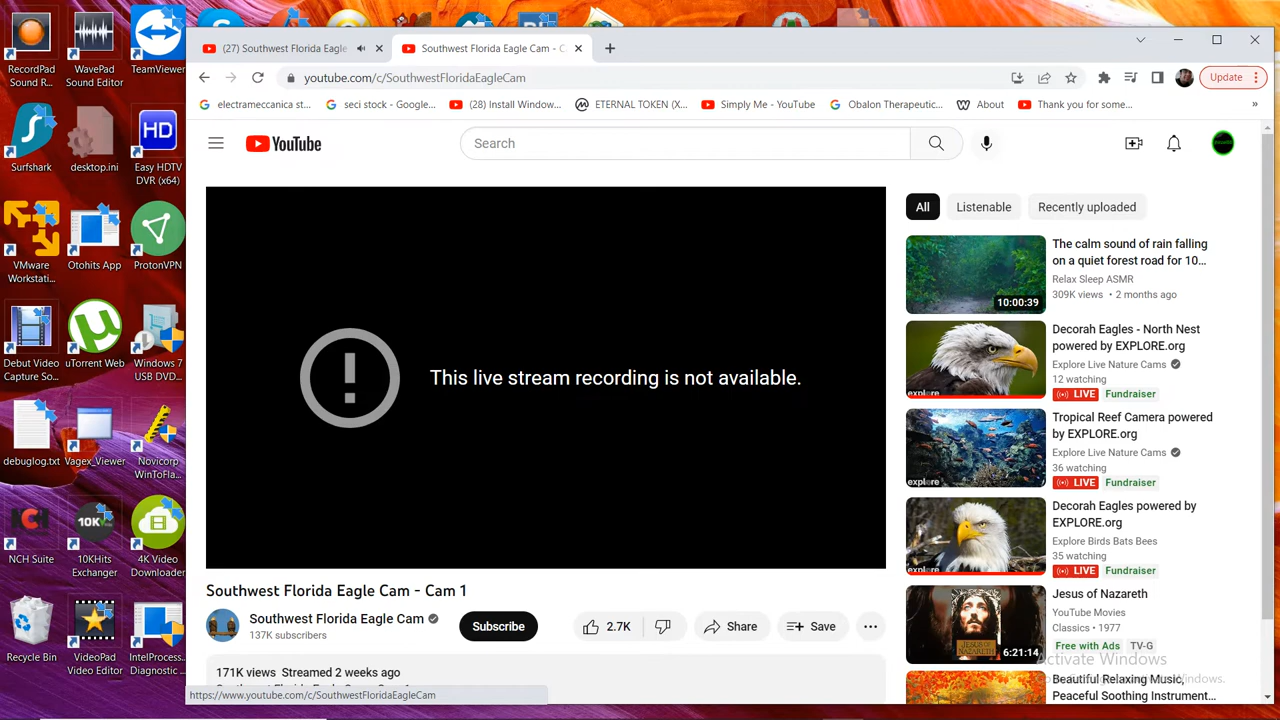 RecordPad
Sound R...
WavePad
Sound Editor
TeamViewer
Surfshark
desktop.ini
HD
Easy HDTV
DVR (x64)
VMware
Workstati...
Otohits App
ProtonVPN
Debut Video
Capture So...
uTorrent Web
Windows 7
USB DVD...
debuglog.txt
Vagex_Viewer
Novicorp
WinToFla...
NCH
NCH Suite
10K
10KHits
Exchanger
4K Video
Downloader
Recycle Bin
VideoPad
Video Editor
IntelProcess...
Diagnostic ...
(27) Southwest Florida Eagle
Southwest Florida Eagle Cam - C
youtube.com/c/SouthwestFloridaEagleCam
Update
electrameccanica st...
seci stock - Google...
(28) Install Window...
ETERNAL TOKEN (X...
Simply Me - YouTube
Obalon Therapeutic...
About
Thank you for some...
»
YouTube
Search
This live stream recording is not available.
Southwest Florida Eagle Cam - Cam 1
Southwest Florida Eagle Cam
137K subscribers
Subscribe
2.7K
Share
Save
171K views Streamed 2 weeks ago
https://www.youtube.com/c/SouthwestFloridaEagleCam
All
Listenable
Recently uploaded
10:00:39
The calm sound of rain falling
on a quiet forest road for 10...
Relax Sleep ASMR
309K views • 2 months ago
explore
Decorah Eagles - North Nest
powered by EXPLORE.org
Explore Live Nature Cams
12 watching
LIVE Fundraiser
explore
Tropical Reef Camera powered
by EXPLORE.org
Explore Live Nature Cams
36 watching
LIVE Fundraiser
explore
Decorah Eagles powered by
EXPLORE.org
Explore Birds Bats Bees
35 watching
LIVE Fundraiser
6:21:14
Jesus of Nazareth
YouTube Movies
Classics • 1977
Free with Ads TV-G
Activate Windows
Beautiful Relaxing Music,
Peaceful Soothing Instrument...